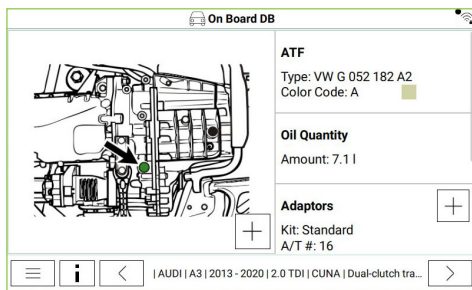 On Board DB
ATF
Type: VW G 052 182 A2
Color Code: A
Oil Quantity
Amount: 7.1 l
Adaptors
Kit: Standard
A/T #: 16
| AUDI | A3 | 2013 - 2020 | 2.0 TDI | CUNA | Dual-clutch tra...